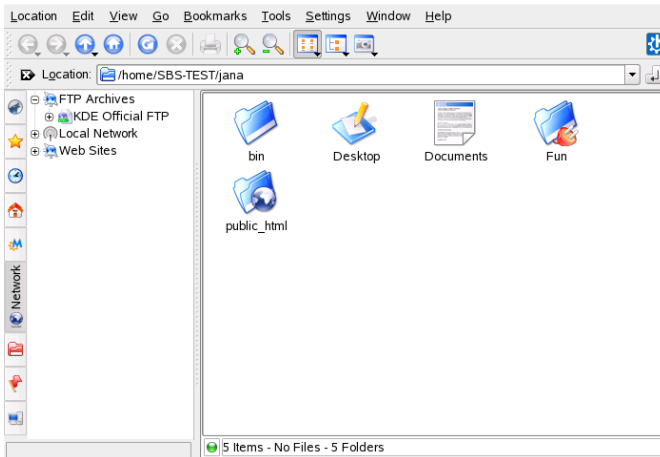 Location Edit View Go Bookmarks Tools Settings Window Help
Location: /home/SBS-TEST/jana
FTP Archives
KDE Official FTP
Local Network
Web Sites
Network
bin Desktop Documents Fun
public_html
5 Items - No Files - 5 Folders